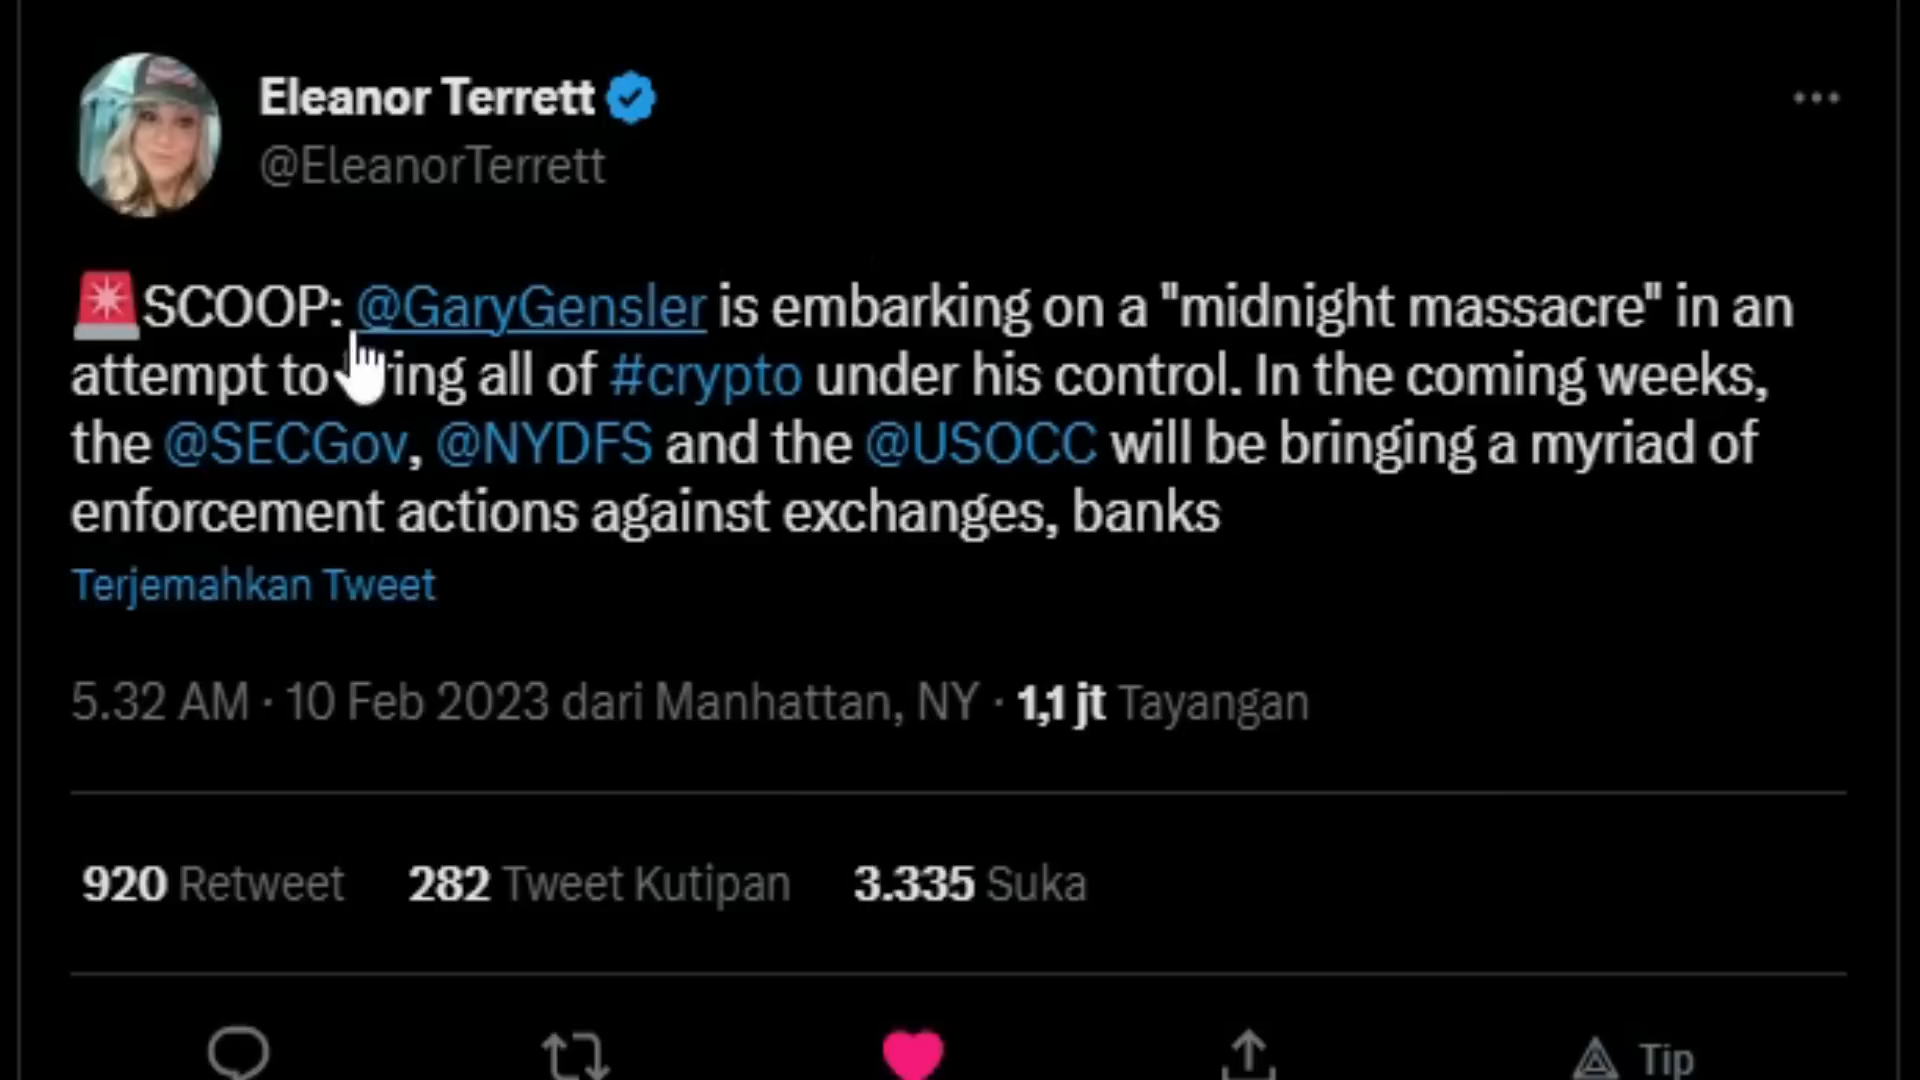 Eleanor Terrett
@EleanorTerrett
SCOOP: @GaryGensler is embarking on a "midnight massacre" in an
attempt to ing all of #crypto under his control. In the coming weeks,
the @SECGov, @NYDFS and the @USOCC will be bringing a myriad of
enforcement actions against exchanges, banks
Terjemahkan Tweet
5.32 AM · 10 Feb 2023 dari Manhattan, NY · 1,1 jt Tayangan
920 Retweet 282 Tweet Kutipan 3.335 Suka
Tip